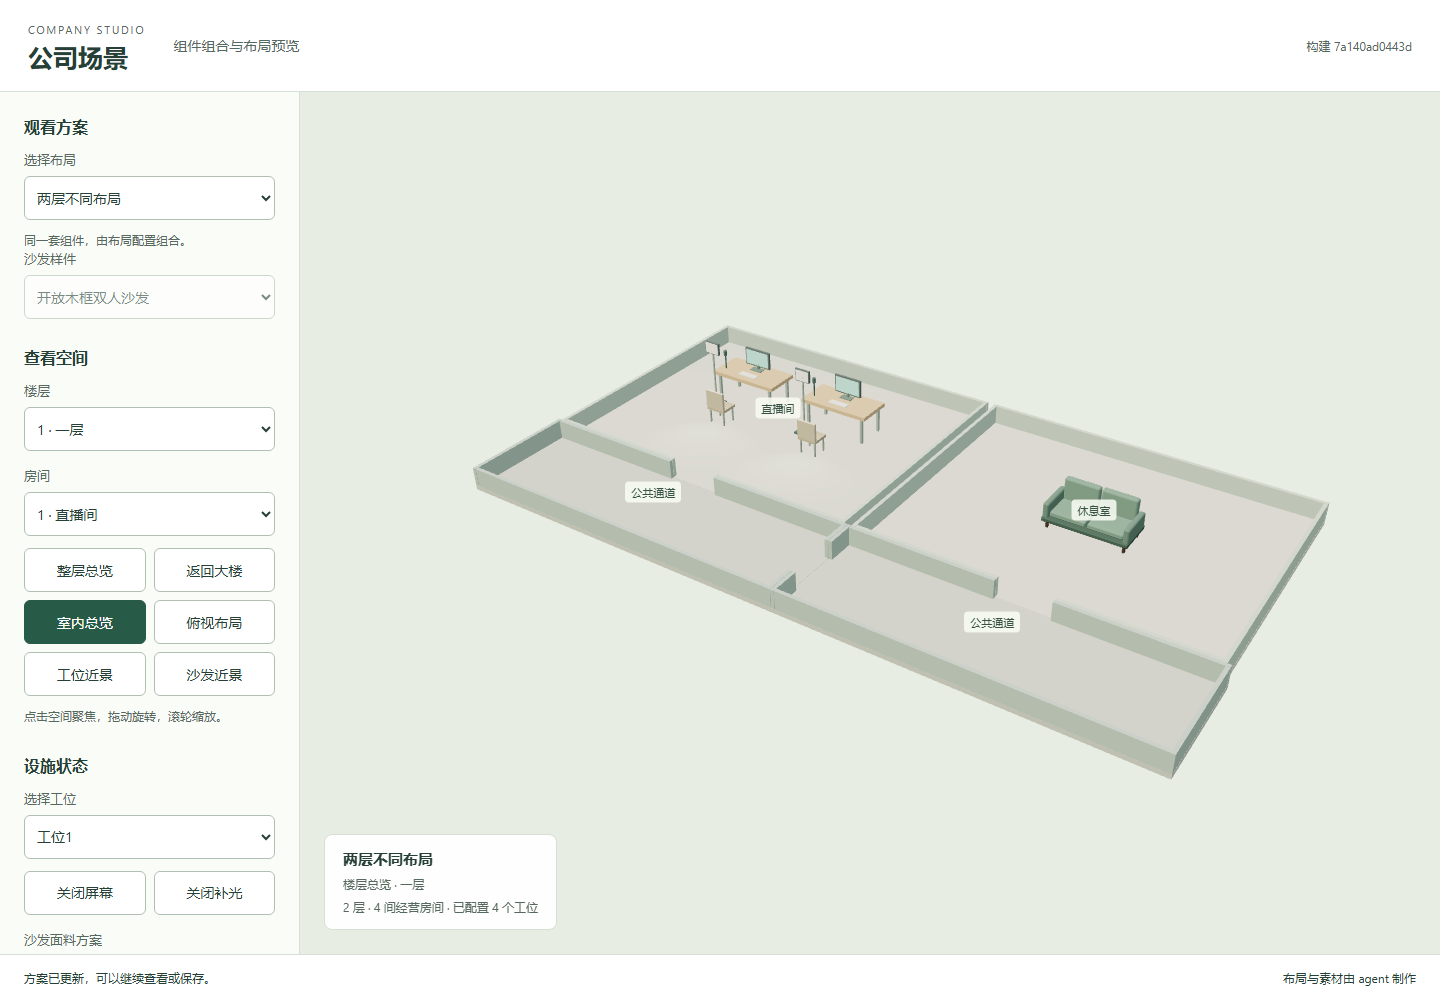 COMPANY STUDIO
公司场景
组件组合与布局预览
构建 7a140ad0443d
观看方案
选择布局
两层不同布局
同一套组件，由布局配置组合。
沙发样件
开放木框双人沙发
查看空间
楼层
1 · 一层
房间
1 · 直播间
整层总览
返回大楼
室内总览
俯视布局
工位近景
沙发近景
点击空间聚焦，拖动旋转，滚轮缩放。
设施状态
选择工位
工位1
关闭屏幕
关闭补光
沙发面料方案
直播间
公共通道
休息室
公共通道
两层不同布局
楼层总览 · 一层
2 层 · 4 间经营房间 · 已配置 4 个工位
方案已更新，可以继续查看或保存。
布局与素材由 agent 制作